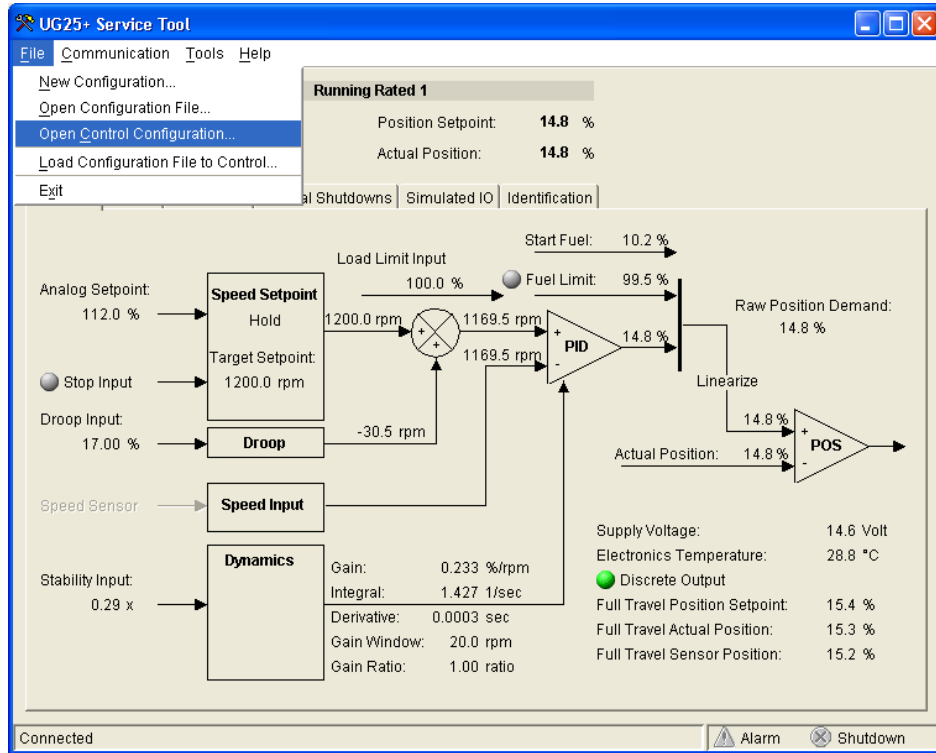 UG25+ Service Tool
File Communication Tools Help
New Configuration...
Open Configuration File...
Open Control Configuration...
Load Configuration File to Control...
Exit
Running Rated 1
Position Setpoint: 14.8 %
Actual Position: 14.8 %
al Shutdowns Simulated IO Identification
Start Fuel: 10.2 %
Load Limit Input
100.0 %
Fuel Limit: 99.5 %
Analog Setpoint:
112.0 %
Speed Setpoint
Hold
Target Setpoint:
1200.0 rpm
1200.0 rpm
1169.5 rpm
1169.5 rpm
PID
14.8 %
Raw Position Demand:
14.8 %
Stop Input
Linearize
Droop Input:
17.00 %
Droop
-30.5 rpm
14.8 %
Actual Position: 14.8 %
POS
Speed Sensor
Speed Input
Stability Input:
0.29 x
Dynamics
Gain: 0.233 %/rpm
Integral: 1.427 1/sec
Derivative: 0.0003 sec
Gain Window: 20.0 rpm
Gain Ratio: 1.00 ratio
Supply Voltage: 14.6 Volt
Electronics Temperature: 28.8 °C
Discrete Output
Full Travel Position Setpoint: 15.4 %
Full Travel Actual Position: 15.3 %
Full Travel Sensor Position: 15.2 %
Connected
Alarm
Shutdown